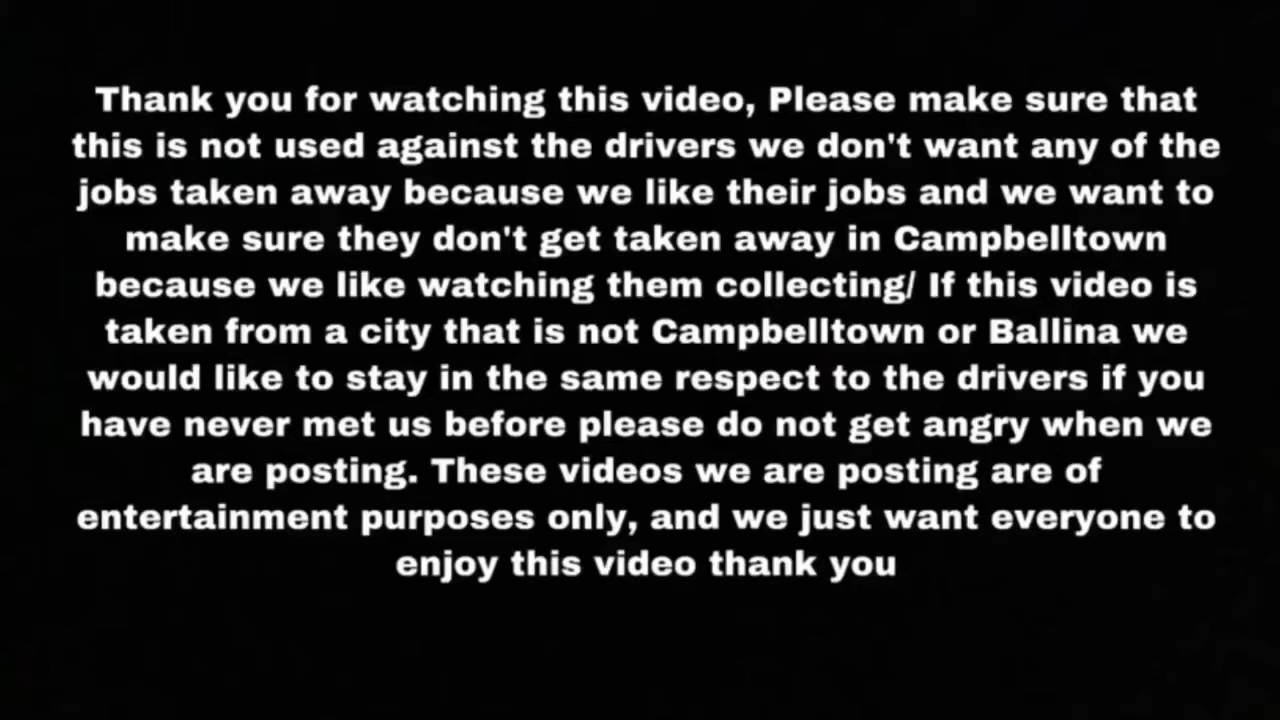 Thank you for watching this video, Please make sure that
this is not used against the drivers we don't want any of the
jobs taken away because we like their jobs and we want to
make sure they don't get taken away in Campbelltown
because we like watching them collecting/ If this video is
taken from a city that is not Campbelltown or Ballina we
would like to stay in the same respect to the drivers if you
have never met us before please do not get angry when we
are posting. These videos we are posting are of
entertainment purposes only, and we just want everyone to
enjoy this video thank you